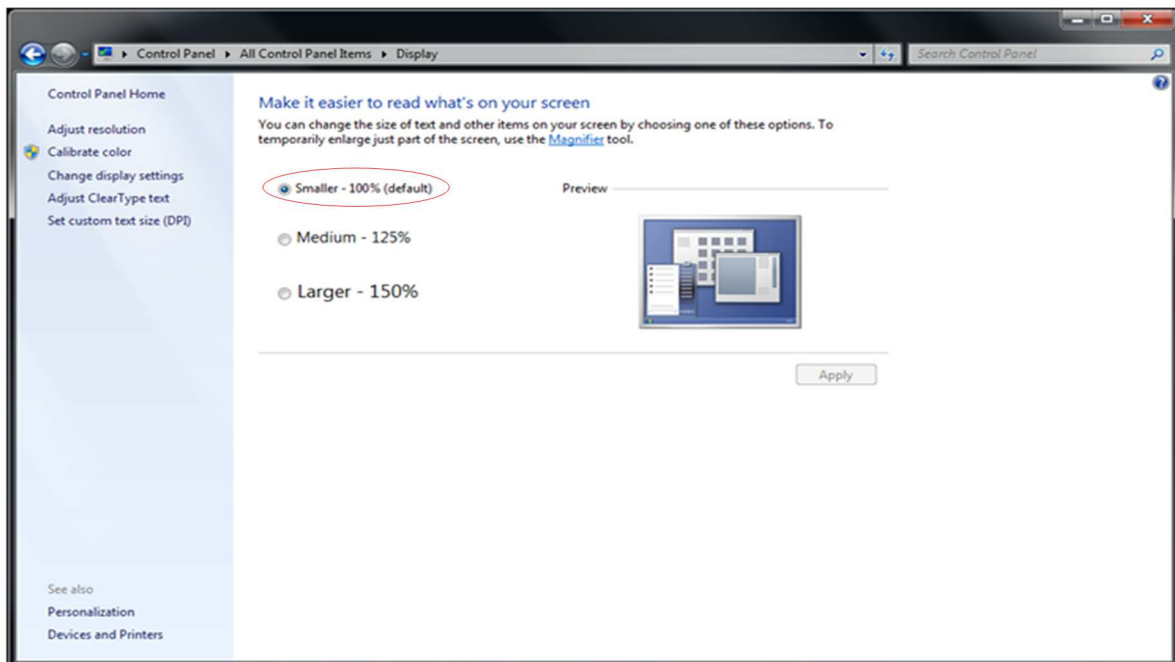 Control Panel ▸ All Control Panel Items ▸ Display
Search Control Panel
Control Panel Home
Adjust resolution
Calibrate color
Change display settings
Adjust ClearType text
Set custom text size (DPI)
See also
Personalization
Devices and Printers
Make it easier to read what's on your screen
You can change the size of text and other items on your screen by choosing one of these options. To
temporarily enlarge just part of the screen, use the Magnifier tool.
Smaller - 100% (default)
Preview
Medium - 125%
Larger - 150%
Apply